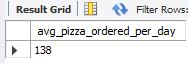 Result Grid Filter Rows:
avg_pizza_ordered_per_day
138